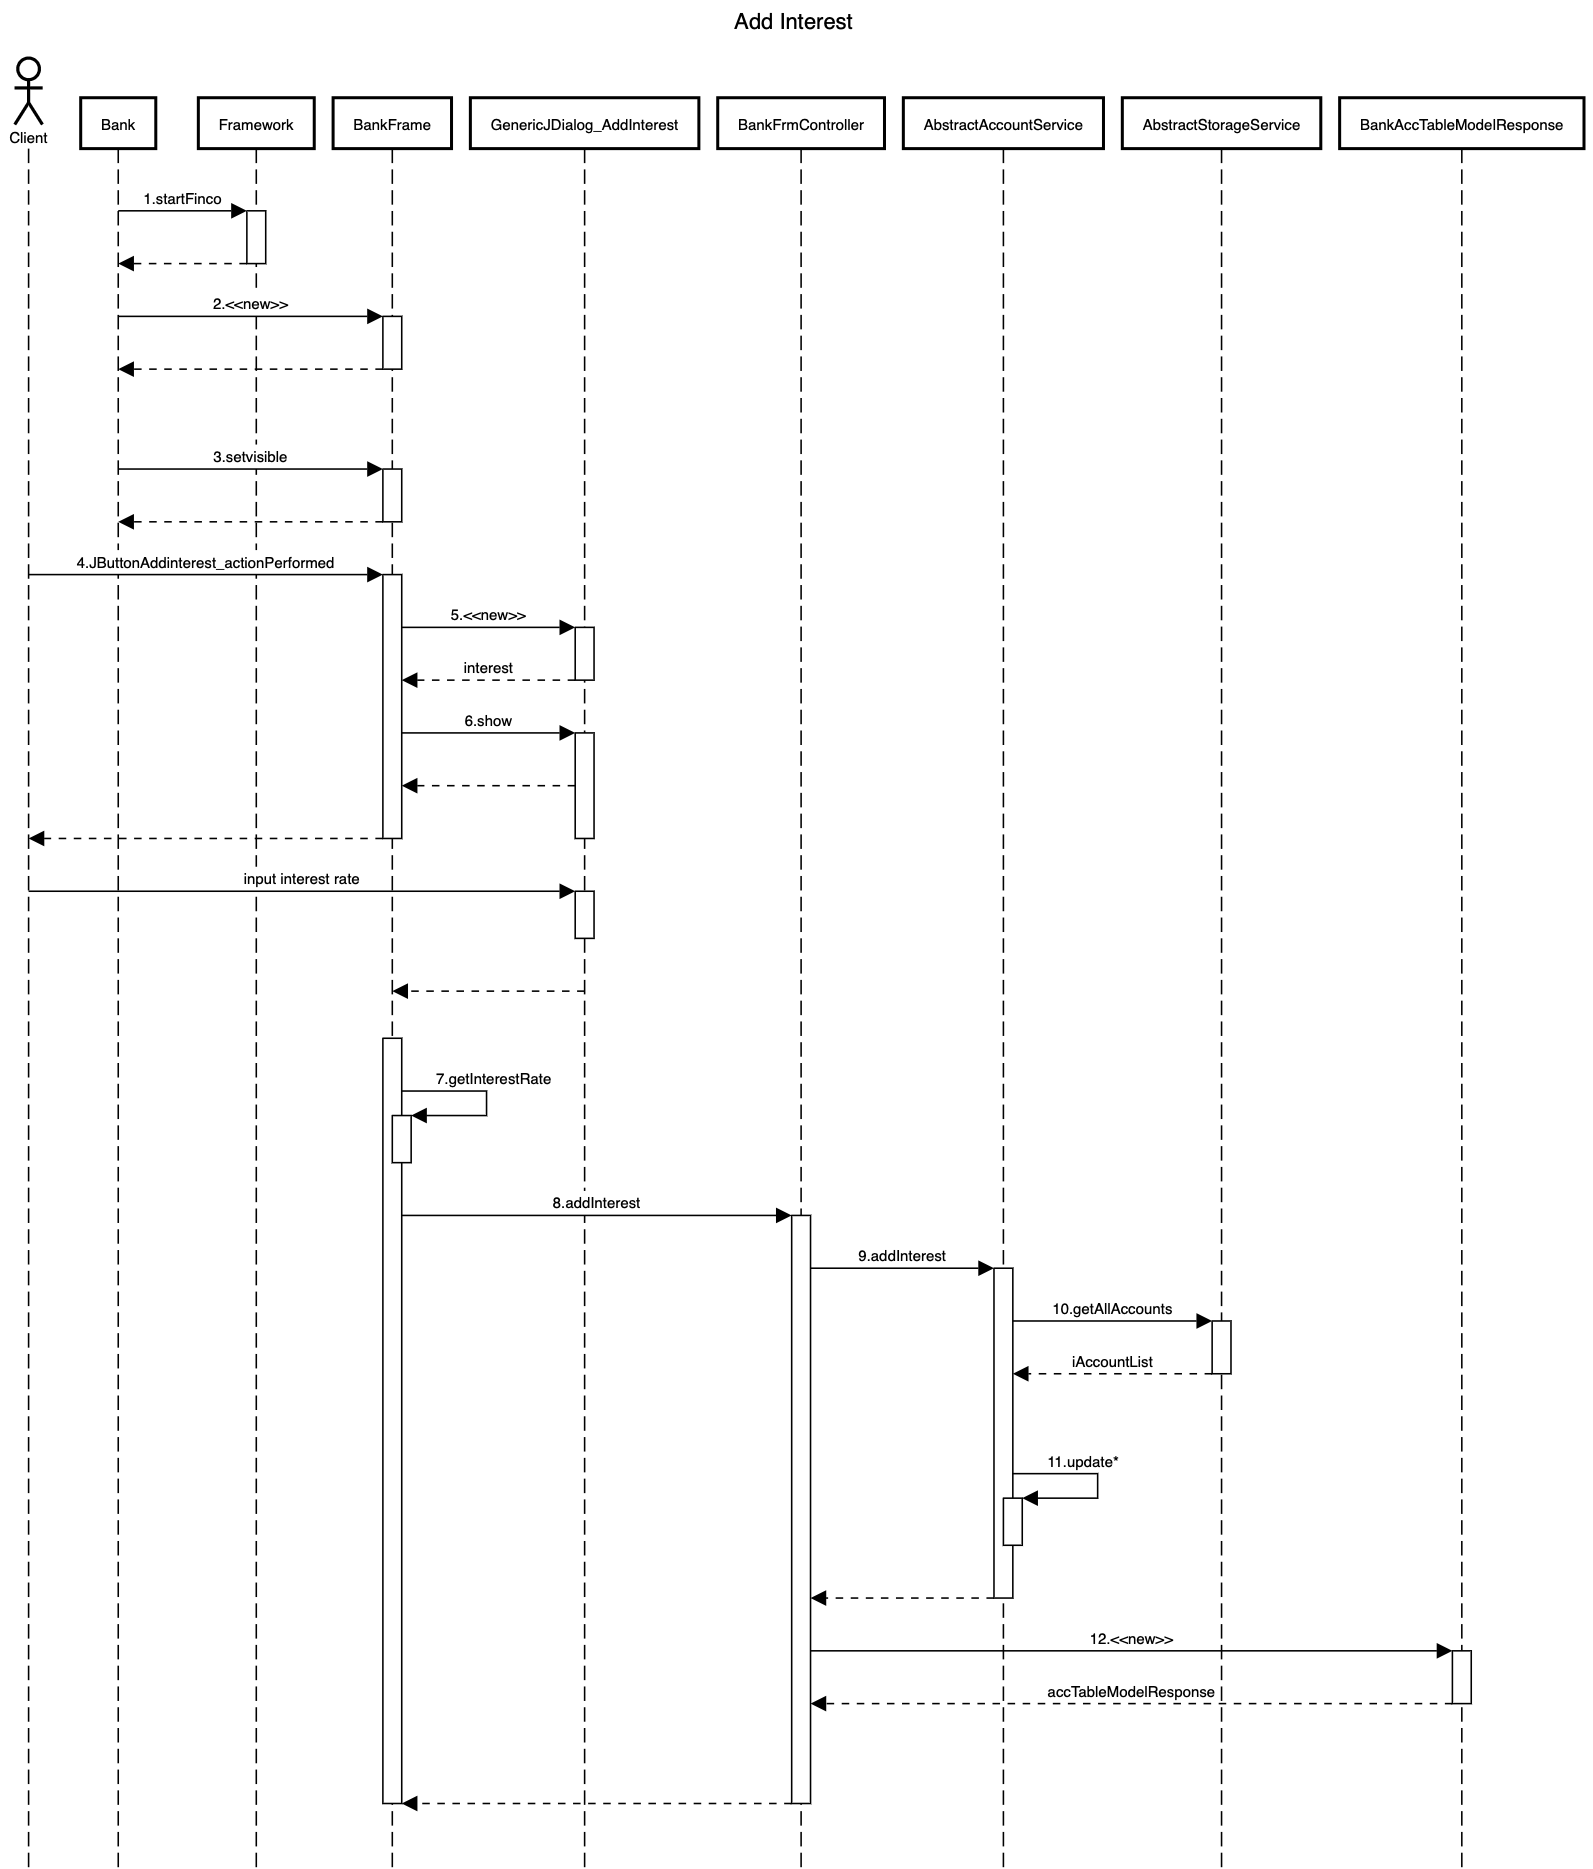 Add Interest
Client
Bank
Framework
BankFrame
GenericJDialog_AddInterest
BankFrmController
AbstractAccountService
AbstractStorageService
BankAccTableModelResponse
1.startFinco
2.<<new>>
3.setvisible
4.JButtonAddinterest_actionPerformed
5.<<new>>
interest
6.show
input interest rate
7.getInterestRate
8.addInterest
9.addInterest
10.getAllAccounts
iAccountList
11.update*
12.<<new>>
accTableModelResponse